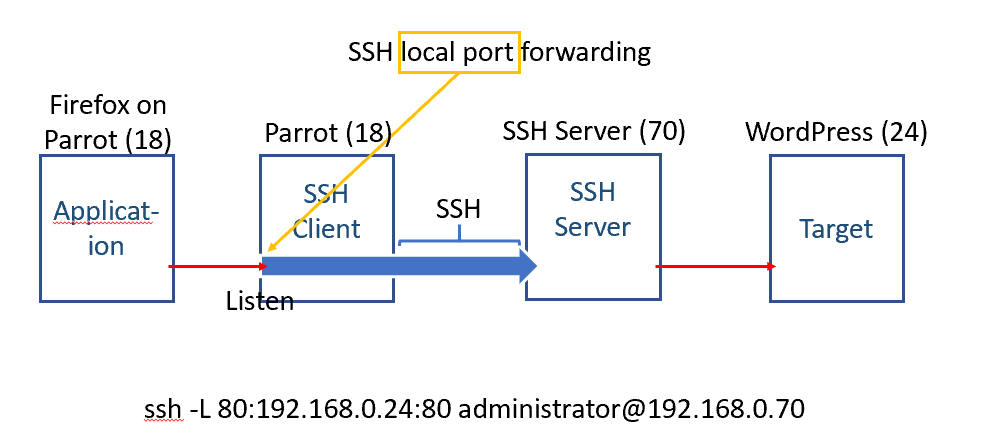 SSH local port forwarding
Firefox on
Parrot (18)
Parrot (18)
SSH Server (70)
WordPress (24)
Applicat-
ion
SSH
Client
SSH
SSH
Server
Target
Listen
ssh -L 80:192.168.0.24:80 administrator@192.168.0.70